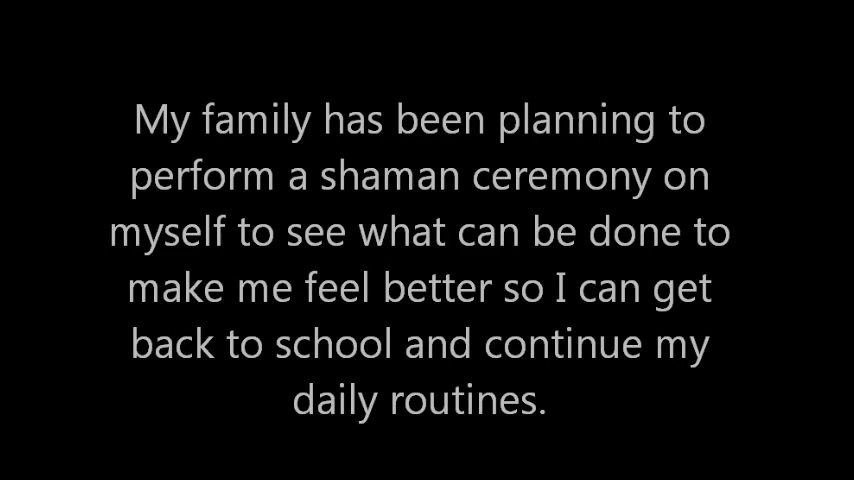 My family has been planning to
perform a shaman ceremony on
myself to see what can be done to
make me feel better so I can get
back to school and continue my
daily routines.